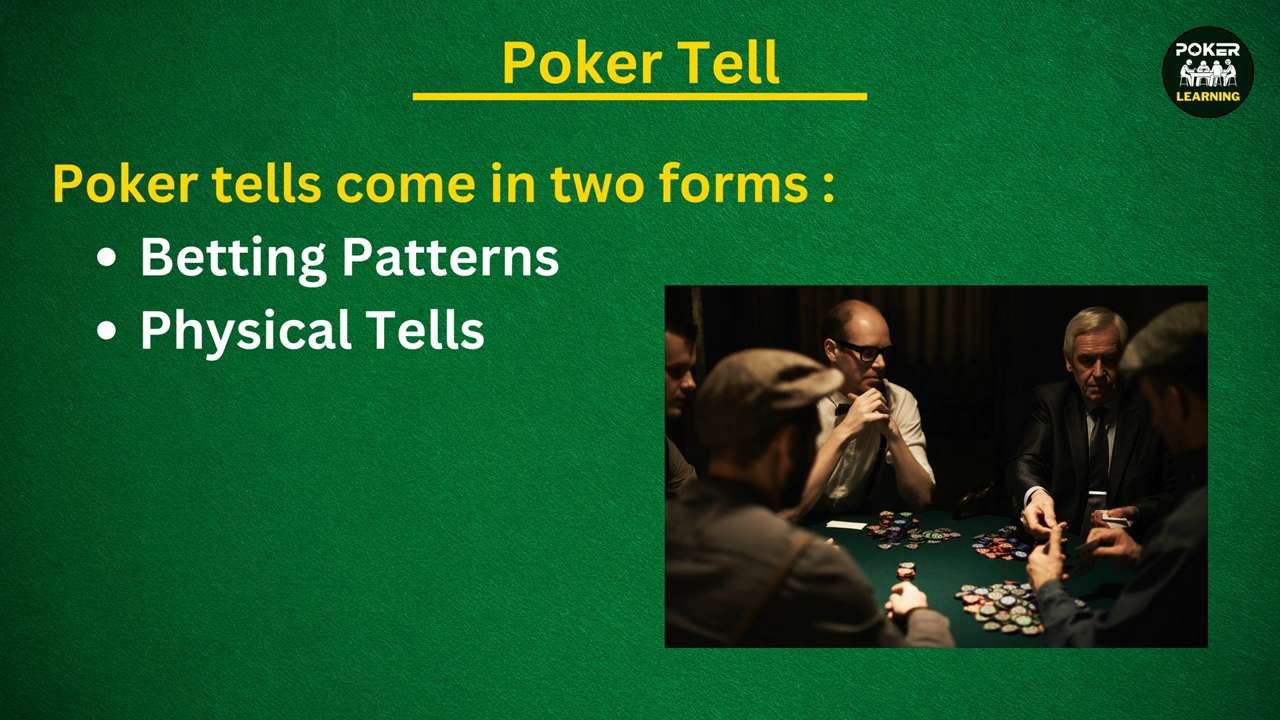 Poker Tell
POKER
LEARNING
Poker tells come in two forms :
• Betting Patterns
• Physical Tells